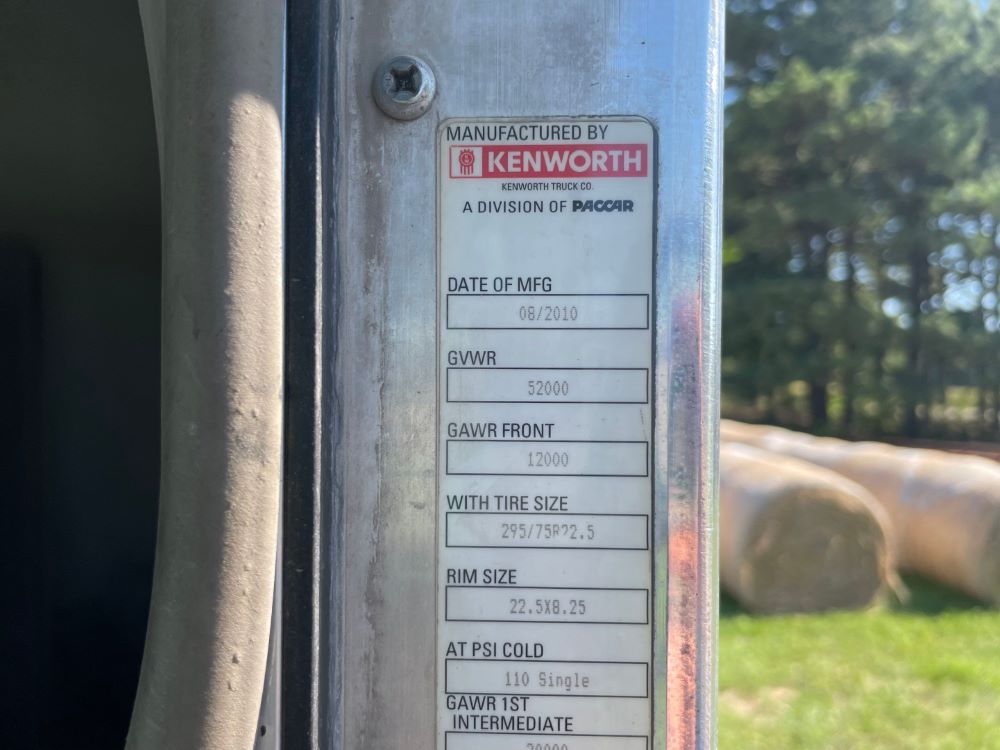 MANUFACTURED BY
KENWORTH
KENWORTH TRUCK CO.
A DIVISION OF PACCAR
DATE OF MFG
08/2010
GVWR
52000
GAWR FRONT
12000
WITH TIRE SIZE
295/75R22.5
RIM SIZE
22.5X8.25
AT PSI COLD
110 Single
GAWR 1ST
INTERMEDIATE